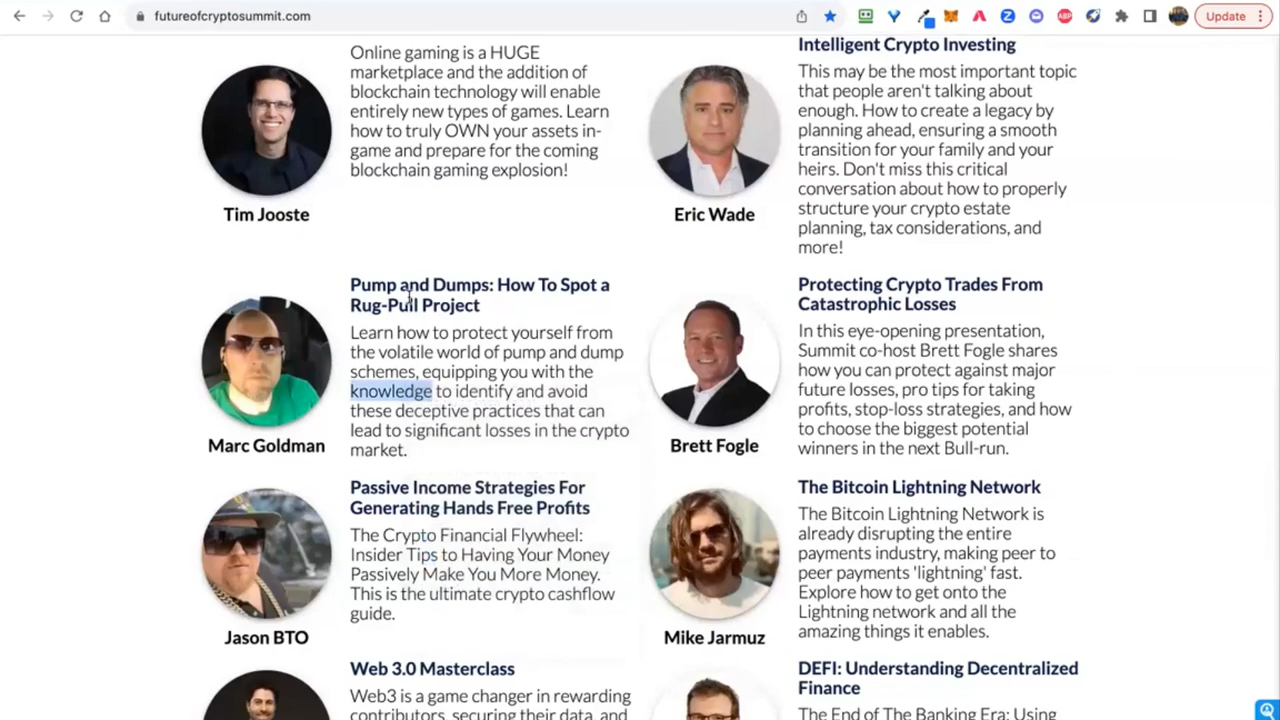 futureofcryptosummit.com
ABP
Update
Online gaming is a HUGE
marketplace and the addition of
blockchain technology will enable
entirely new types of games. Learn
how to truly OWN your assets in-
game and prepare for the coming
blockchain gaming explosion!
Tim Jooste
Intelligent Crypto Investing
This may be the most important topic
that people aren't talking about
enough. How to create a legacy by
planning ahead, ensuring a smooth
transition for your family and your
heirs. Don't miss this critical
conversation about how to properly
structure your crypto estate
planning, tax considerations, and
more!
Eric Wade
Pump and Dumps: How To Spot a
Rug-Pull Project
Learn how to protect yourself from
the volatile world of pump and dump
schemes, equipping you with the
knowledge to identify and avoid
these deceptive practices that can
lead to significant losses in the crypto
market.
Marc Goldman
Protecting Crypto Trades From
Catastrophic Losses
In this eye-opening presentation,
Summit co-host Brett Fogle shares
how you can protect against major
future losses, pro tips for taking
profits, stop-loss strategies, and how
to choose the biggest potential
winners in the next Bull-run.
Brett Fogle
Passive Income Strategies For
Generating Hands Free Profits
The Crypto Financial Flywheel:
Insider Tips to Having Your Money
Passively Make You More Money.
This is the ultimate crypto cashflow
guide.
Jason BTO
The Bitcoin Lightning Network
The Bitcoin Lightning Network is
already disrupting the entire
payments industry, making peer to
peer payments 'lightning' fast.
Explore how to get onto the
Lightning network and all the
amazing things it enables.
Mike Jarmuz
Web 3.0 Masterclass
Web3 is a game changer in rewarding
contributors, securing their data, and
DEFI: Understanding Decentralized
Finance
The End of The Banking Era: Using